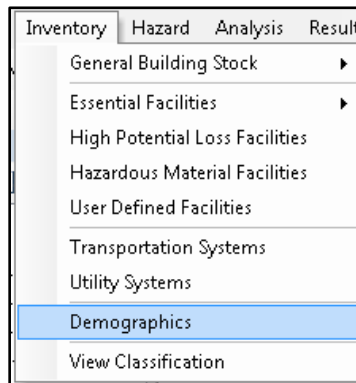 Inventory Hazard Analysis Result
General Building Stock
Essential Facilities
High Potential Loss Facilities
Hazardous Material Facilities
User Defined Facilities
Transportation Systems
Utility Systems
Demographics
View Classification